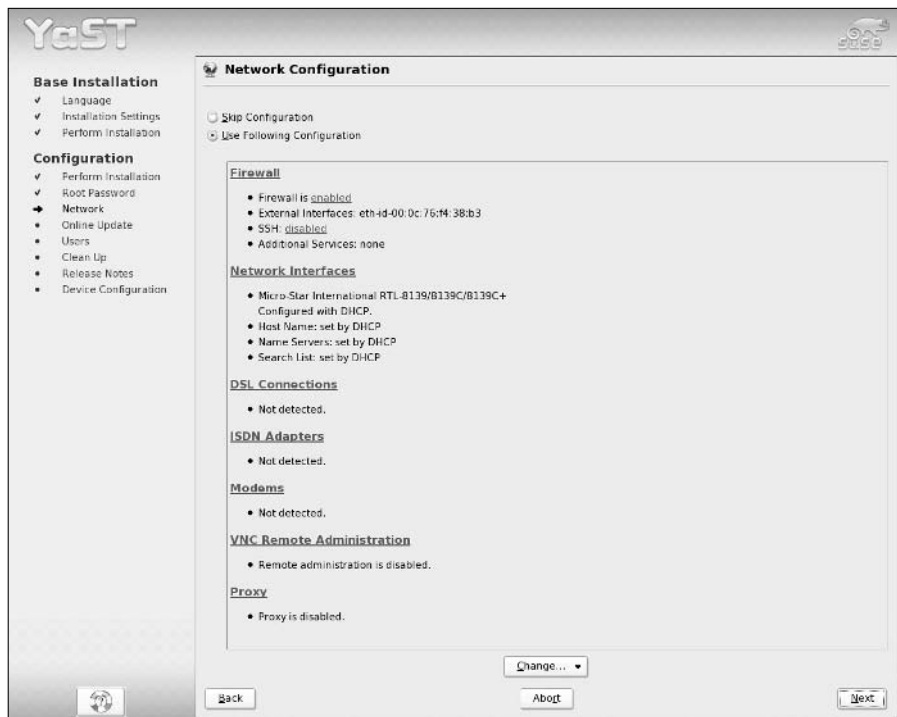 YaST
SUSE
Base Installation
✓ Language
✓ Installation Settings
✓ Perform Installation
Configuration
✓ Perform Installation
✓ Root Password
➔ Network
• Online Update
• Users
• Clean Up
• Release Notes
• Device Configuration
Network Configuration
Skip Configuration
Use Following Configuration
Firewall
• Firewall is enabled
• External Interfaces: eth-id-00:0c:76:f4:38:b3
• SSH: disabled
• Additional Services: none
Network Interfaces
• Micro-Star International RTL-8139/8139C/8139C+
Configured with DHCP.
• Host Name: set by DHCP
• Name Servers: set by DHCP
• Search List: set by DHCP
DSL Connections
• Not detected.
ISDN Adapters
• Not detected.
Modems
• Not detected.
VNC Remote Administration
• Remote administration is disabled.
Proxy
• Proxy is disabled.
Change...
Back
Abort
Next